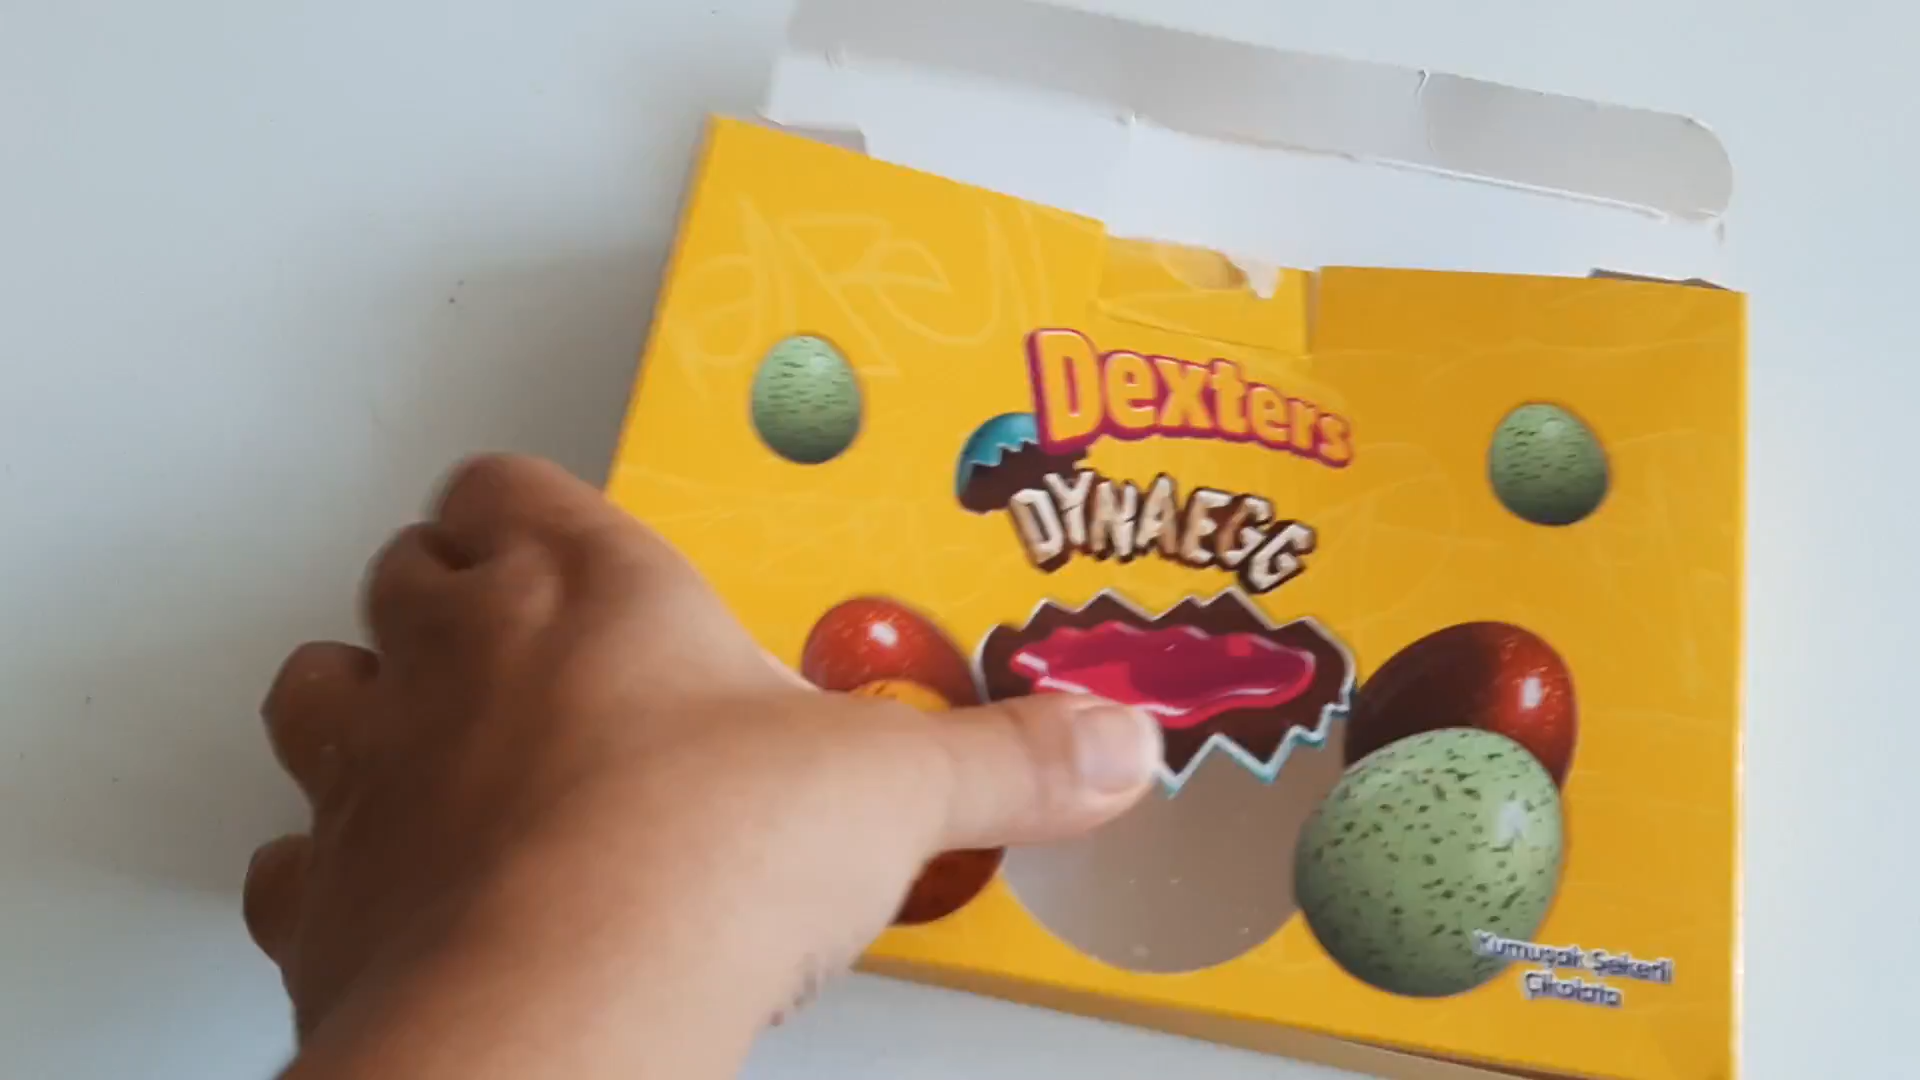 Dexters
DYNAEGG
Yumuşak Şekerli
Çikolata